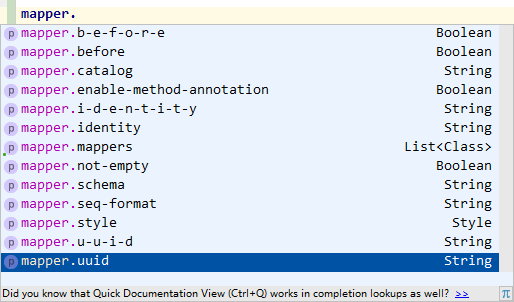 mapper.
p mapper.b-e-f-o-r-e Boolean
p mapper.before Boolean
p mapper.catalog String
p mapper.enable-method-annotation Boolean
p mapper.i-d-e-n-t-i-t-y String
p mapper.identity String
p mapper.mappers List<Class>
p mapper.not-empty Boolean
p mapper.schema String
p mapper.seq-format String
p mapper.style Style
p mapper.u-u-i-d String
p mapper.uuid String
Did you know that Quick Documentation View (Ctrl+Q) works in completion lookups as well? >> π